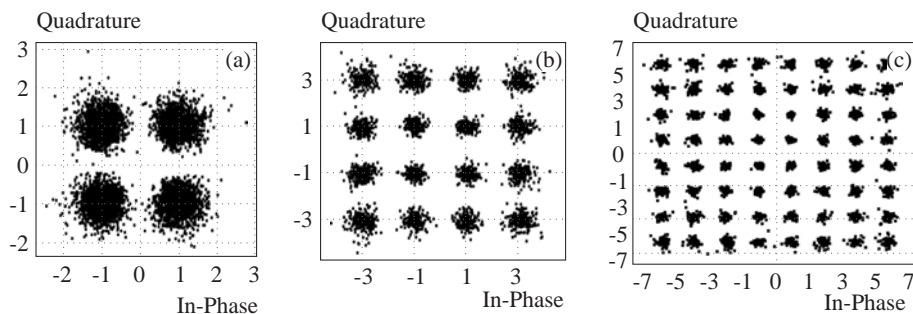 Quadrature
3
2
1
0
-1
-2
-2 -1 0 1 2 3
In-Phase
(a)
Quadrature
3
1
-1
-3
-3 -1 1 3
In-Phase
(b)
Quadrature
7
5
3
2
1
0
-1
-3
-5
-7
-7 -5 -3 -1 0 1 3 5 7
In-Phase
(c)